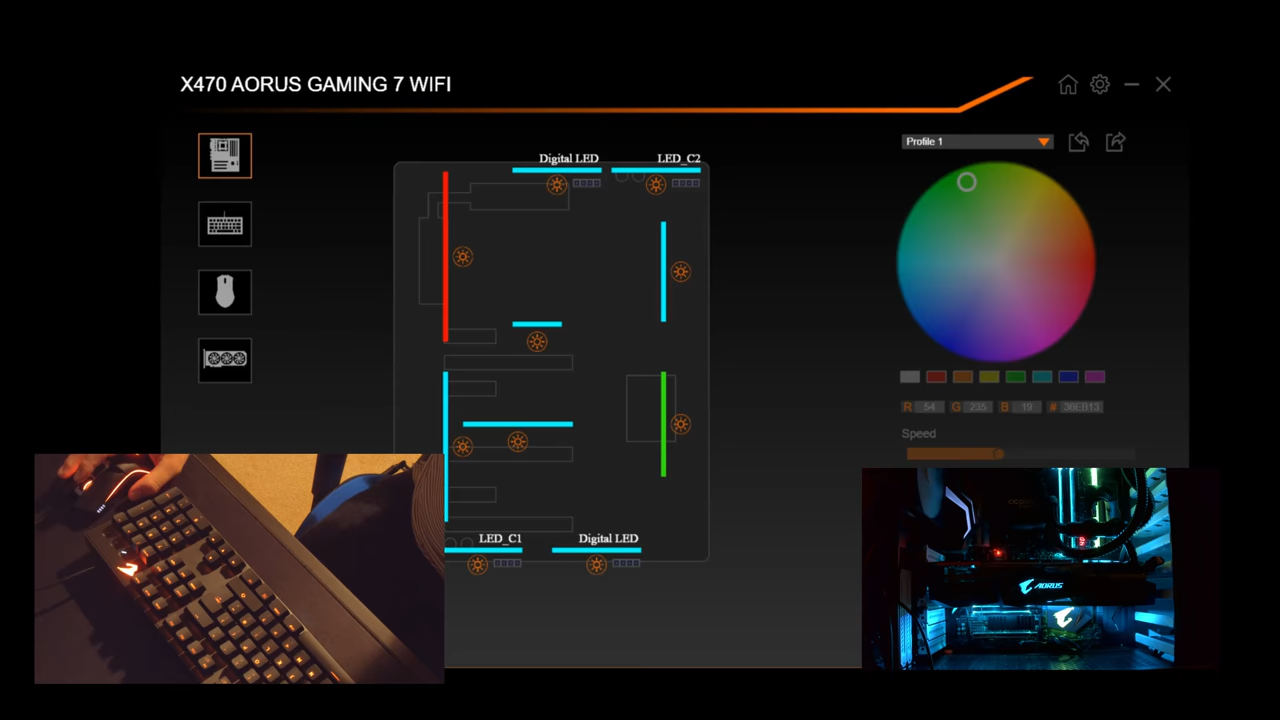 X470 AORUS GAMING 7 WIFI
Profile 1
Digital LED
LED_C2
R 54 G 235 B 19 # 36EB13
Speed
LED_C1
Digital LED
AORUS